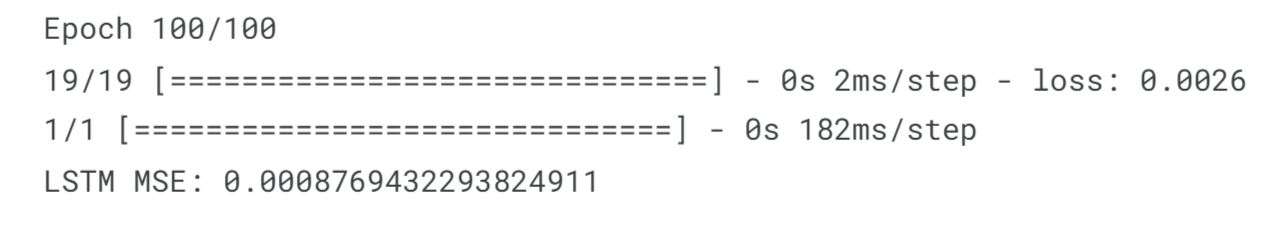 Epoch 100/100
19/19 [==============================] - 0s 2ms/step - loss: 0.0026
1/1 [==============================] - 0s 182ms/step
LSTM MSE: 0.0008769432293824911